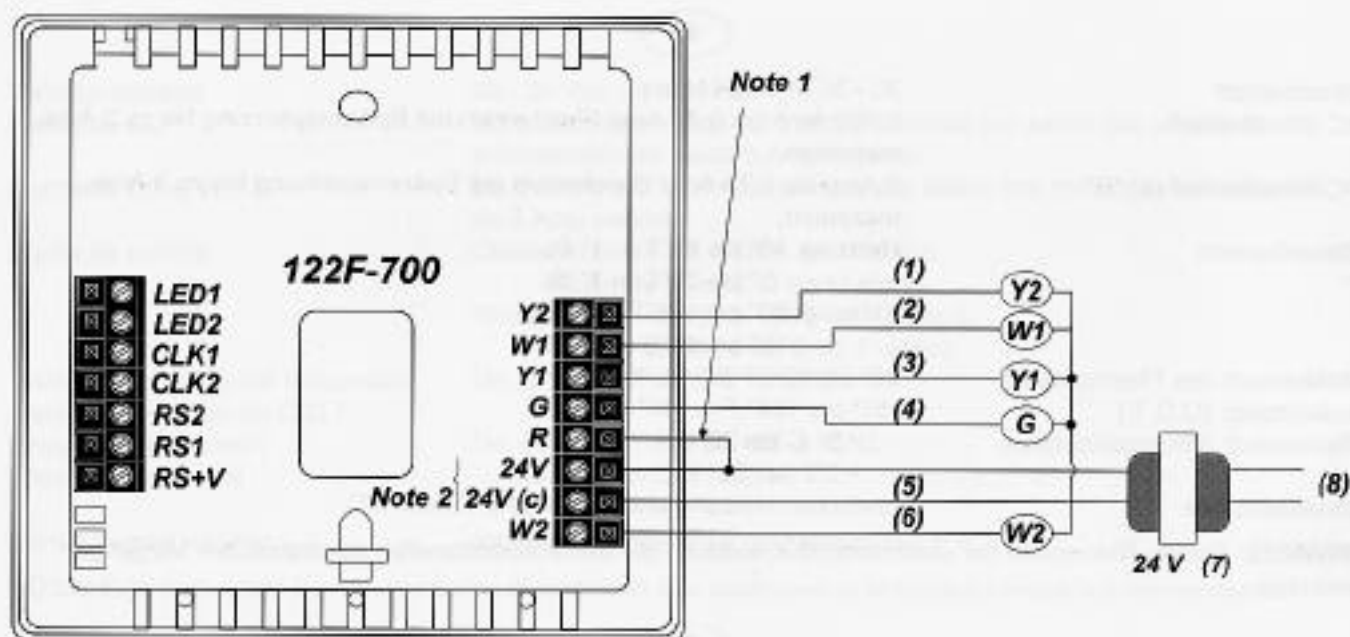 Note 1
122F-700
LED1
LED2
CLK1
CLK2
RS2
RS1
RS+V
Y2
W1
Y1
G
R
24V
Note 2 24V (c)
W2
(1)
(2)
(3)
(4)
(5)
(6)
Y2
W1
Y1
G
W2
24 V (7)
(8)